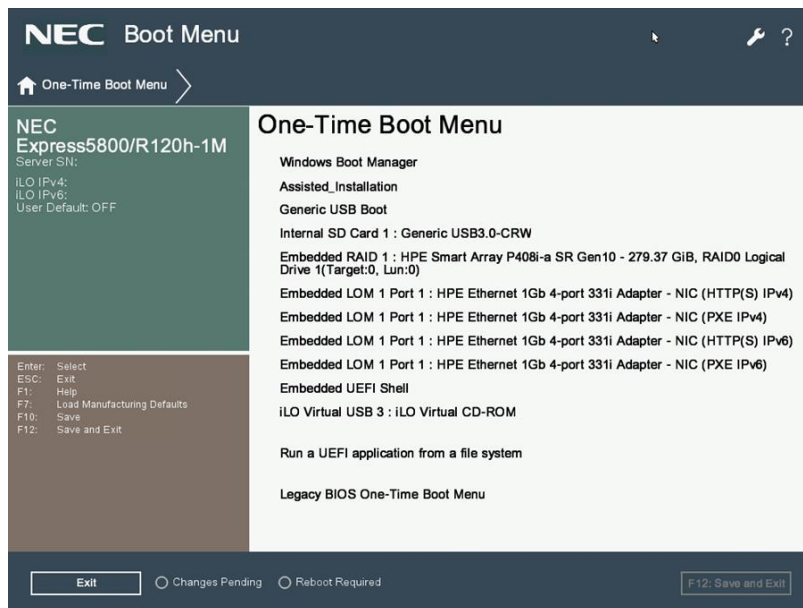 NEC Boot Menu
?
One-Time Boot Menu
NEC
Express5800/R120h-1M
Server SN:
iLO IPv4:
iLO IPv6:
User Default: OFF
Enter: Select
ESC: Exit
F1: Help
F7: Load Manufacturing Defaults
F10: Save
F12: Save and Exit
One-Time Boot Menu
Windows Boot Manager
Assisted_Installation
Generic USB Boot
Internal SD Card 1 : Generic USB3.0-CRW
Embedded RAID 1 : HPE Smart Array P408i-a SR Gen10 - 279.37 GiB, RAID0 Logical
Drive 1(Target:0, Lun:0)
Embedded LOM 1 Port 1 : HPE Ethernet 1Gb 4-port 331i Adapter - NIC (HTTP(S) IPv4)
Embedded LOM 1 Port 1 : HPE Ethernet 1Gb 4-port 331i Adapter - NIC (PXE IPv4)
Embedded LOM 1 Port 1 : HPE Ethernet 1Gb 4-port 331i Adapter - NIC (HTTP(S) IPv6)
Embedded LOM 1 Port 1 : HPE Ethernet 1Gb 4-port 331i Adapter - NIC (PXE IPv6)
Embedded UEFI Shell
iLO Virtual USB 3 : iLO Virtual CD-ROM
Run a UEFI application from a file system
Legacy BIOS One-Time Boot Menu
Exit
Changes Pending
Reboot Required
F12: Save and Exit